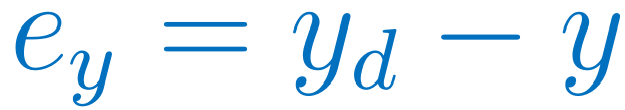 e_y = y_d − y